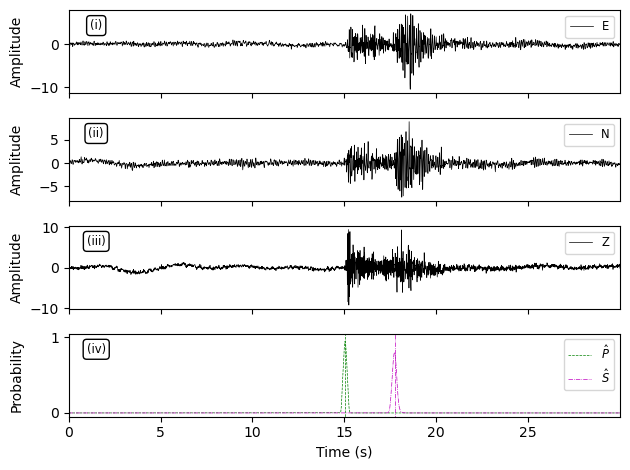 (i)
E
Amplitude
0
−10
(ii)
N
Amplitude
5
0
−5
(iii)
Z
Amplitude
10
0
−10
(iv)
P̂
Ŝ
Probability
1
0
0 5 10 15 20 25
Time (s)